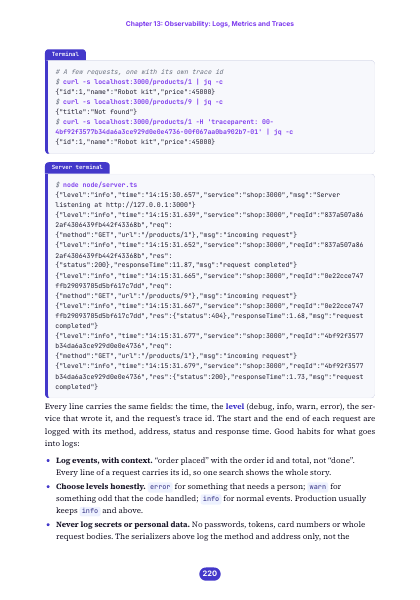 Chapter 13: Observability: Logs, Metrics and Traces
Terminal
# A few requests, one with its own trace id
$ curl -s localhost:3000/products/1 | jq -c
{"id":1,"name":"Robot kit","price":45000}
$ curl -s localhost:3000/products/9 | jq -c
{"title":"Not found"}
$ curl -s localhost:3000/products/1 -H 'traceparent: 00-
4bf92f3577b34da6a3ce929d0e0e4736-00f067aa0ba902b7-01' | jq -c
{"id":1,"name":"Robot kit","price":45000}
Server terminal
$ node node/server.ts
{"level":"info","time":"14:15:30.657","service":"shop:3000","msg":"Server
listening at http://127.0.0.1:3000"}
{"level":"info","time":"14:15:31.639","service":"shop:3000","reqId":"837a507a86
2af4306439fb442f43368b","req":
{"method":"GET","url":"/products/1"},"msg":"incoming request"}
{"level":"info","time":"14:15:31.652","service":"shop:3000","reqId":"837a507a86
2af4306439fb442f43368b","res":
{"status":200},"responseTime":11.87,"msg":"request completed"}
{"level":"info","time":"14:15:31.665","service":"shop:3000","reqId":"0e22cce747
ffb29093705d5bf617c7dd","req":
{"method":"GET","url":"/products/9"},"msg":"incoming request"}
{"level":"info","time":"14:15:31.667","service":"shop:3000","reqId":"0e22cce747
ffb29093705d5bf617c7dd","res":{"status":404},"responseTime":1.68,"msg":"request
completed"}
{"level":"info","time":"14:15:31.677","service":"shop:3000","reqId":"4bf92f3577
b34da6a3ce929d0e0e4736","req":
{"method":"GET","url":"/products/1"},"msg":"incoming request"}
{"level":"info","time":"14:15:31.679","service":"shop:3000","reqId":"4bf92f3577
b34da6a3ce929d0e0e4736","res":{"status":200},"responseTime":1.73,"msg":"request
completed"}
Every line carries the same fields: the time, the level (debug, info, warn, error), the ser-
vice that wrote it, and the request's trace id. The start and the end of each request are
logged with its method, address, status and response time. Good habits for what goes
into logs:
• Log events, with context. “order placed” with the order id and total, not “done”.
Every line of a request carries its id, so one search shows the whole story.
• Choose levels honestly. error for something that needs a person; warn for
something odd that the code handled; info for normal events. Production usually
keeps info and above.
• Never log secrets or personal data. No passwords, tokens, card numbers or whole
request bodies. The serializers above log the method and address only, not the
220